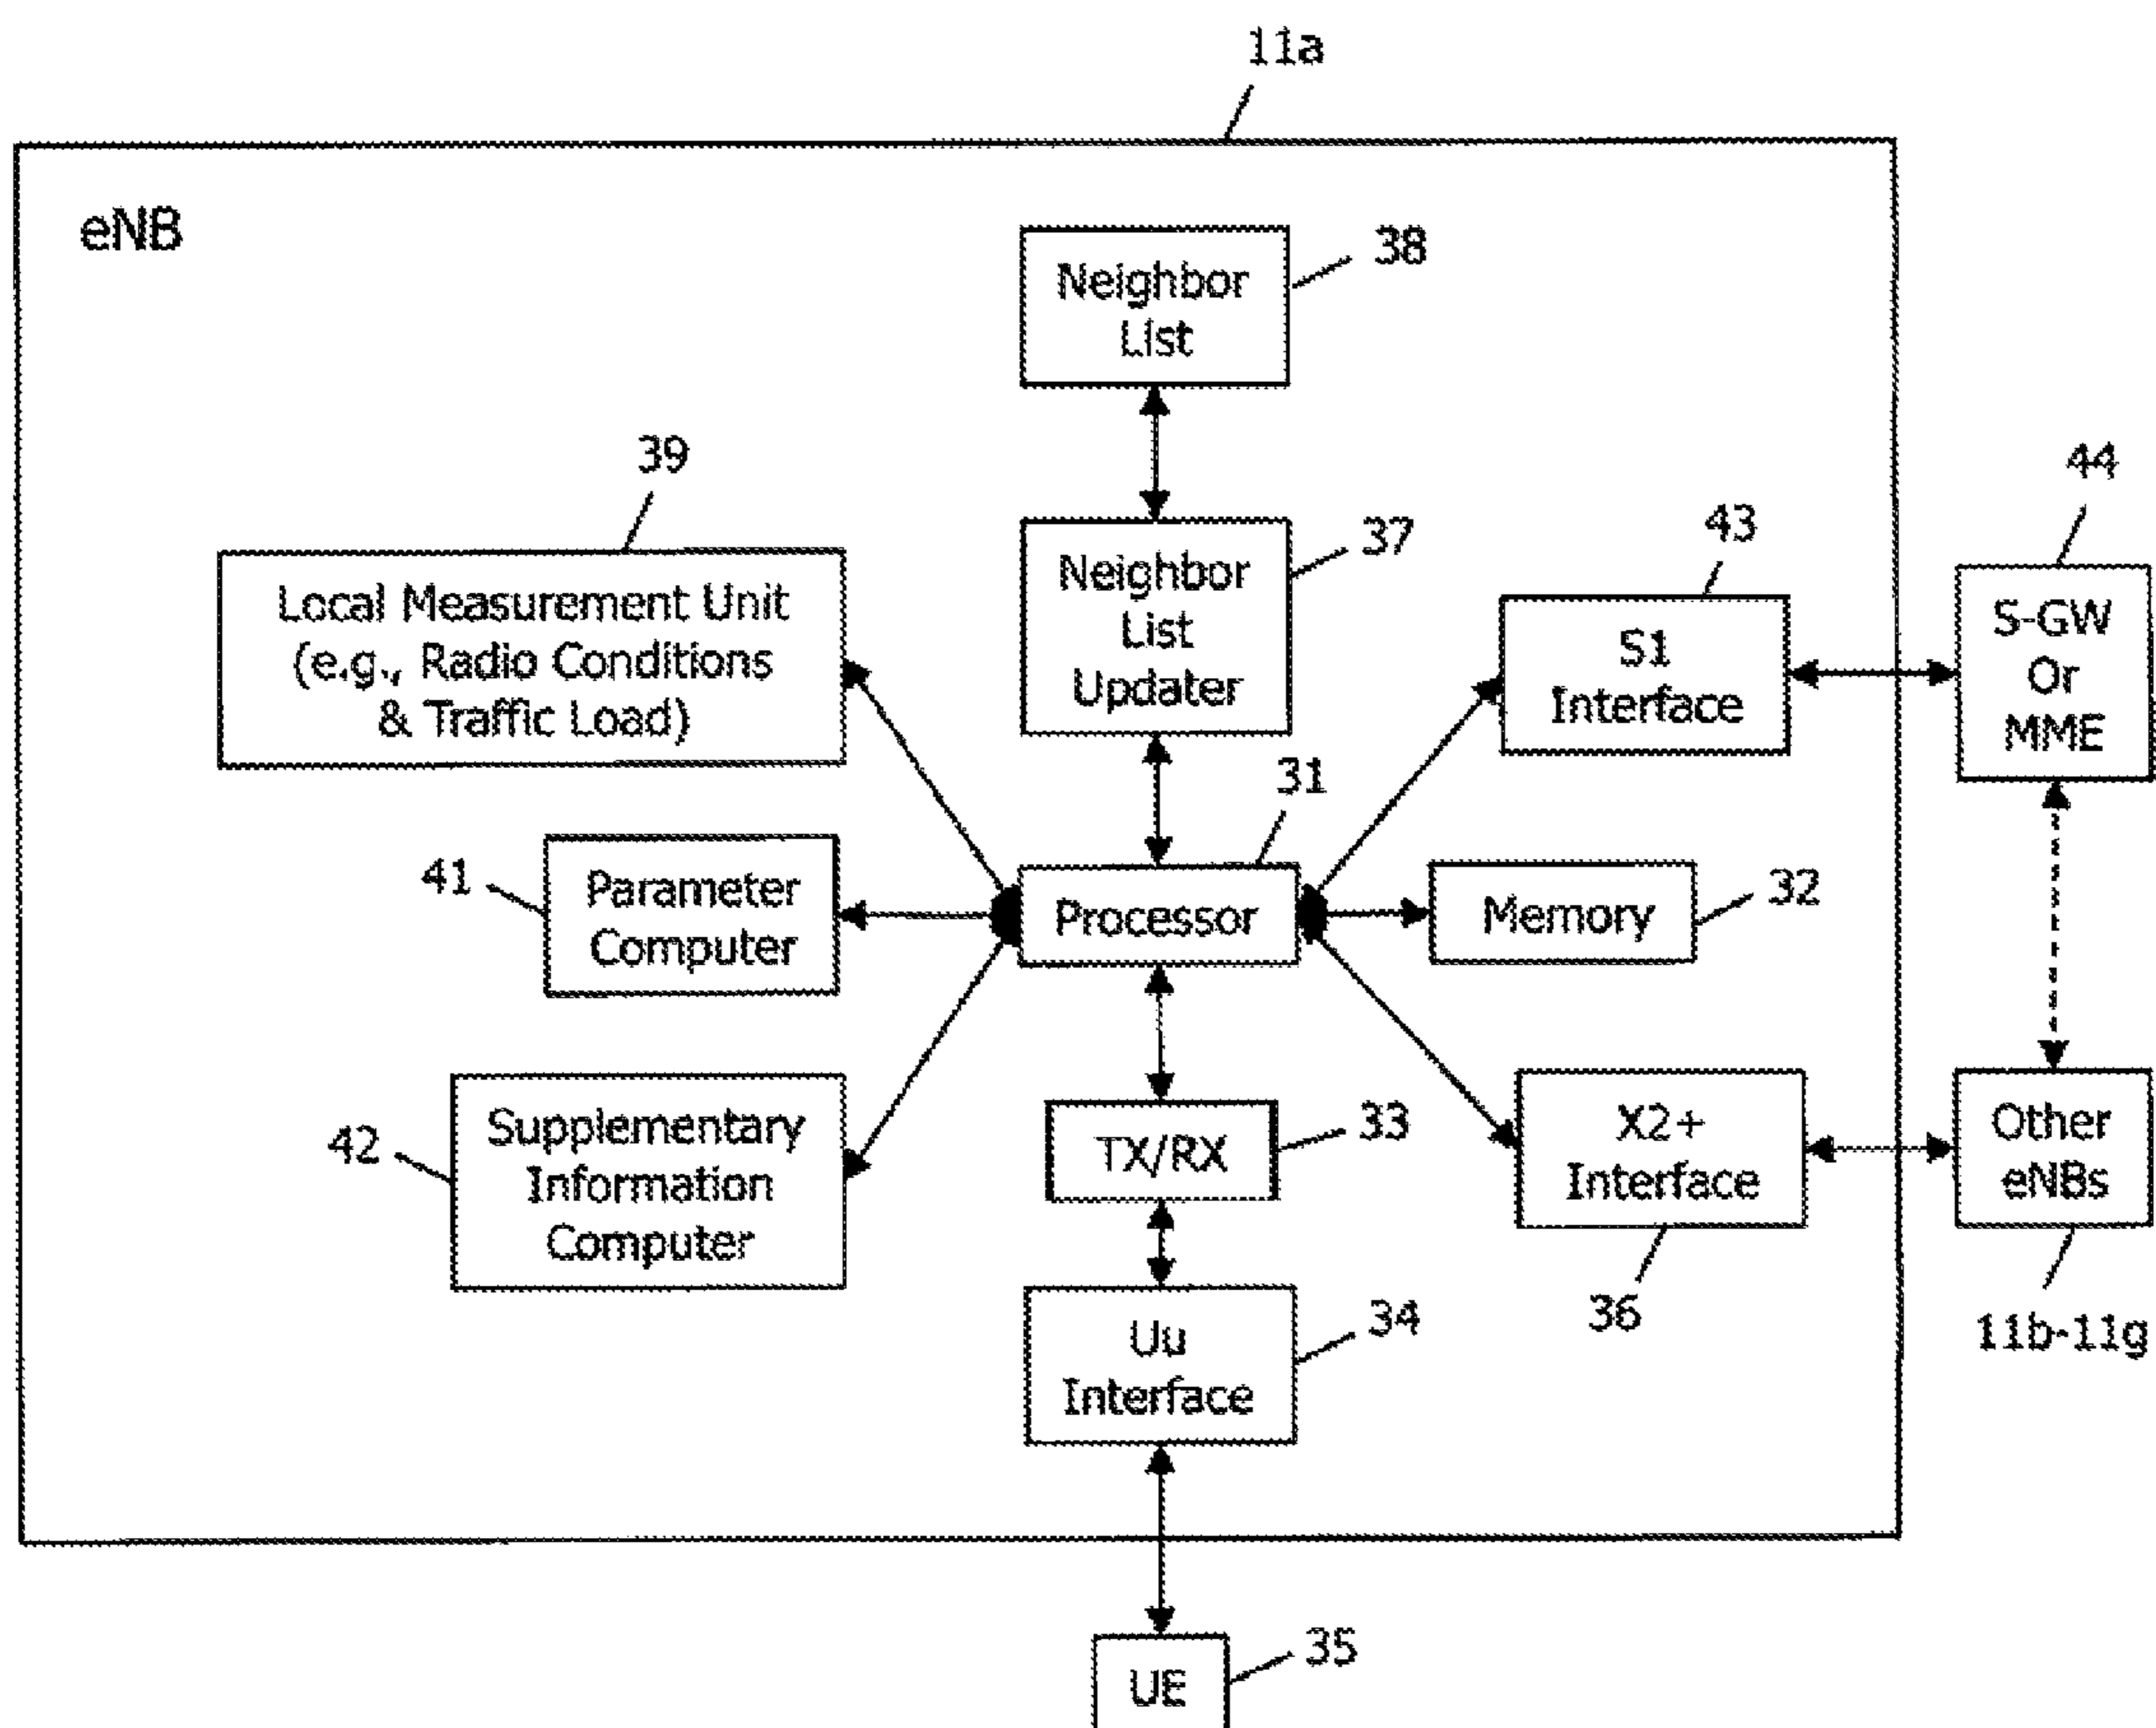 11a
eNB
Neighbor
List
38
39
Local Measurement Unit
(e.g., Radio Conditions
& Traffic Load)
Neighbor
List
Updater
37
43
S1
Interface
44
S-GW
Or
MME
31
41
Parameter
Computer
Processor
Memory
32
42
Supplementary
Information
Computer
TX/RX
33
X2+
Interface
36
Other
eNBs
11b-11g
Uu
Interface
34
UE
35